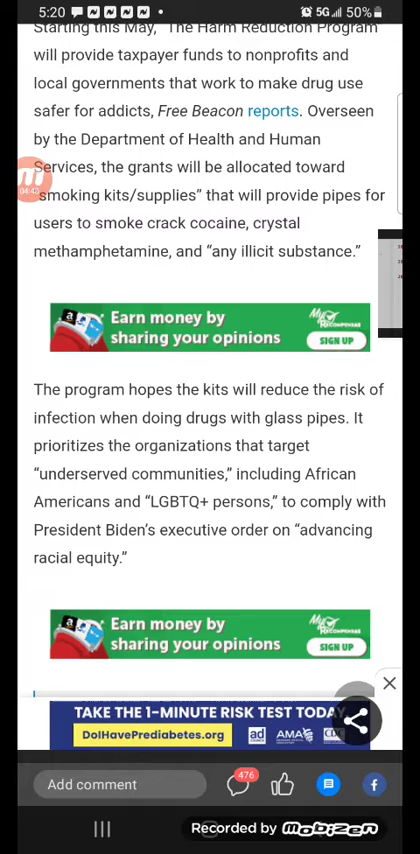 5:20 5G 50%
Starting this May, "The Harm Reduction Program
will provide taxpayer funds to nonprofits and
local governments that work to make drug use
safer for addicts, Free Beacon reports. Overseen
by the Department of Health and Human
Services, the grants will be allocated toward
"smoking kits/supplies" that will provide pipes for
users to smoke crack cocaine, crystal
methamphetamine, and "any illicit substance."
Earn money by
sharing your opinions
SIGN UP
The program hopes the kits will reduce the risk of
infection when doing drugs with glass pipes. It
prioritizes the organizations that target
"underserved communities," including African
Americans and "LGBTQ+ persons," to comply with
President Biden's executive order on "advancing
racial equity."
Earn money by
sharing your opinions
SIGN UP
TAKE THE 1-MINUTE RISK TEST TODAY
DoIHavePrediabetes.org
ad
AMA
Add comment
476
Recorded by mobizen